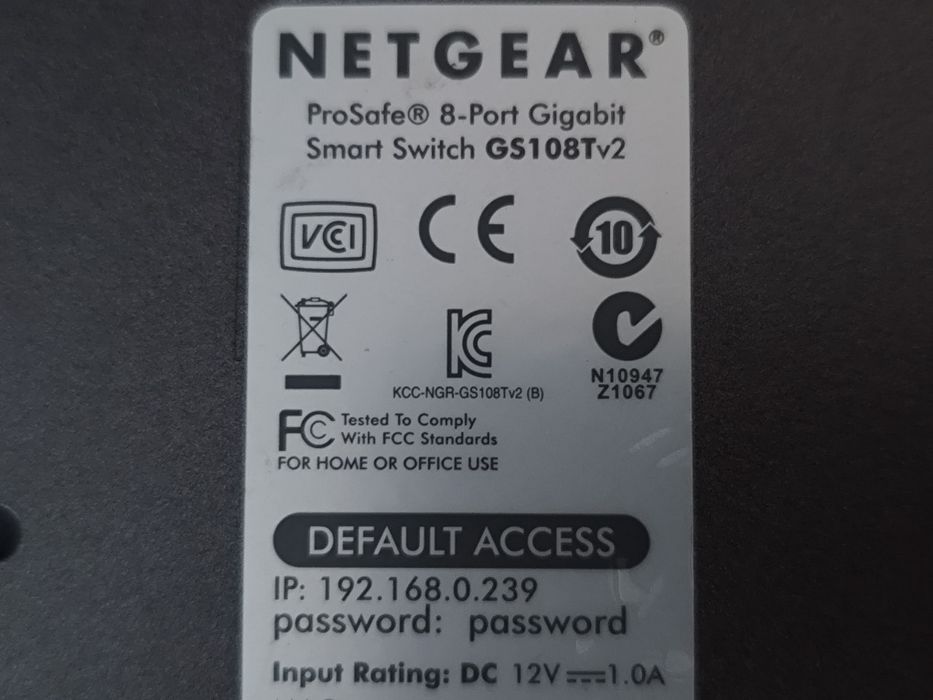 NETGEAR®
ProSafe® 8-Port Gigabit
Smart Switch GS108Tv2
VCI
CE
10
KC
N10947
Z1067
KCC-NGR-GS108Tv2 (B)
FC Tested To Comply
With FCC Standards
FOR HOME OR OFFICE USE
DEFAULT ACCESS
IP: 192.168.0.239
password: password
Input Rating: DC 12V⎓1.0A